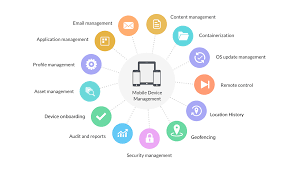 Email management
Content management
Application management
Containerization
Profile management
OS update management
Asset management
Mobile Device
Management
Remote control
Device onboarding
Location History
Audit and reports
Geofencing
Security management